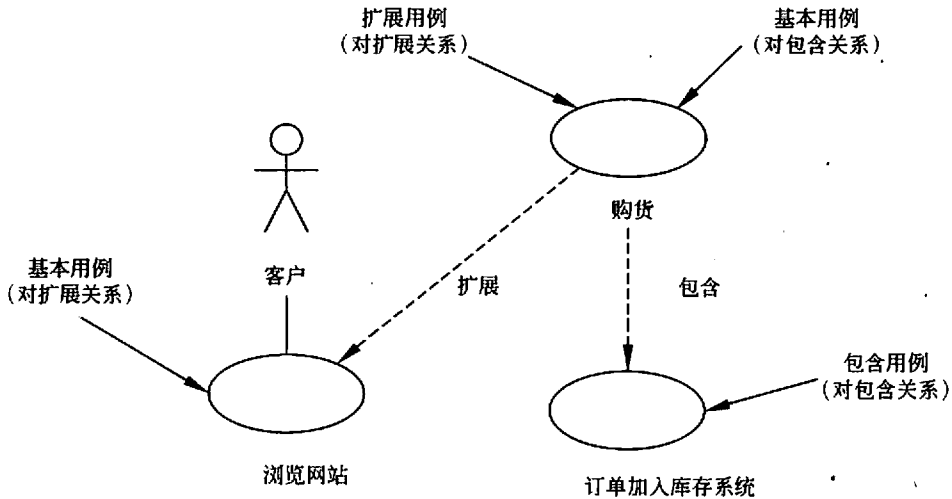 扩展用例
（对扩展关系）
基本用例
（对包含关系）
购货
客户
基本用例
（对扩展关系）
扩展
包含
包含用例
（对包含关系）
浏览网站
订单加入库存系统